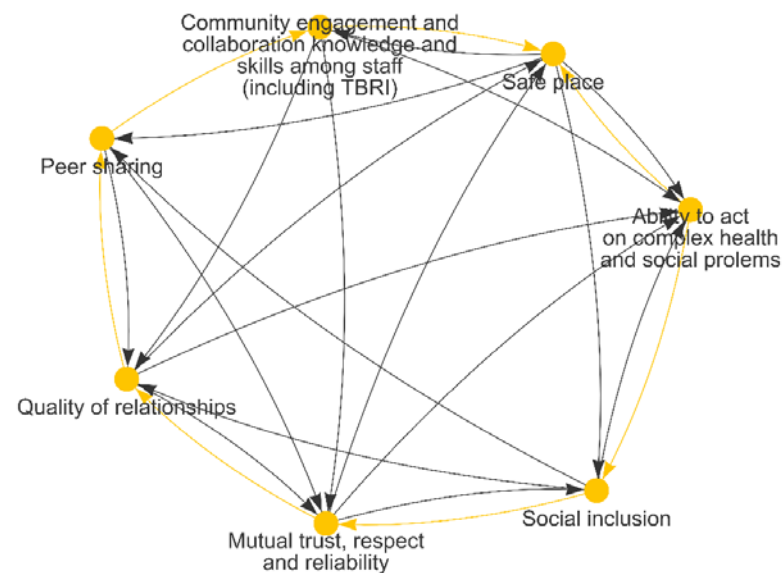 Community engagement and
collaboration knowledge and
skills among staff
(including TBRI)
Safe place
Peer sharing
Ability to act
on complex health
and social prolems
Quality of relationships
Social inclusion
Mutual trust, respect
and reliability